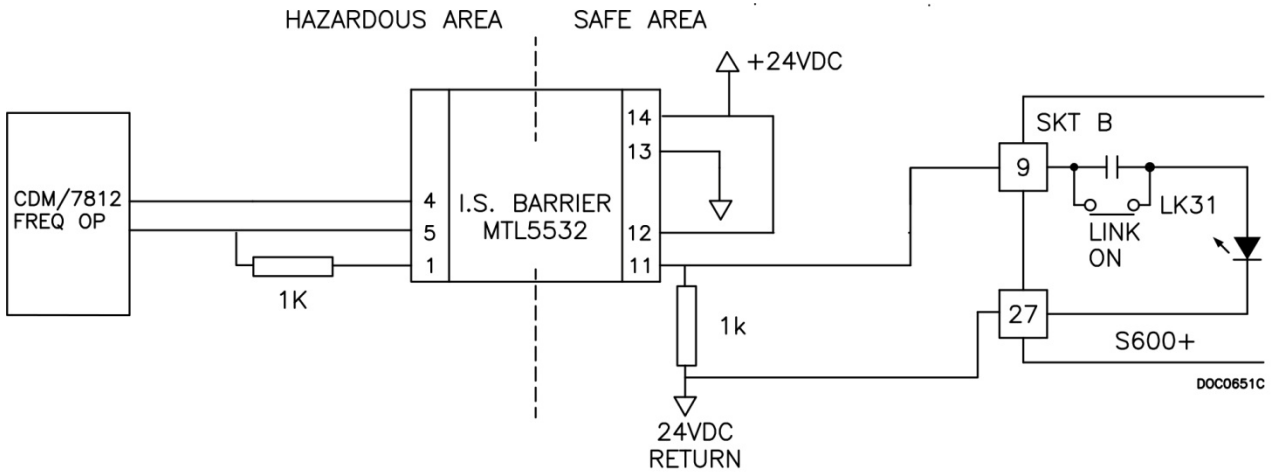 HAZARDOUS AREA
SAFE AREA
+24VDC
14
SKT B
13
9
CDM/7812
FREQ OP
4
I.S. BARRIER
MTL5532
LK31
5
12
LINK
ON
1
11
1K
1k
27
S600+
DOC0651C
24VDC
RETURN